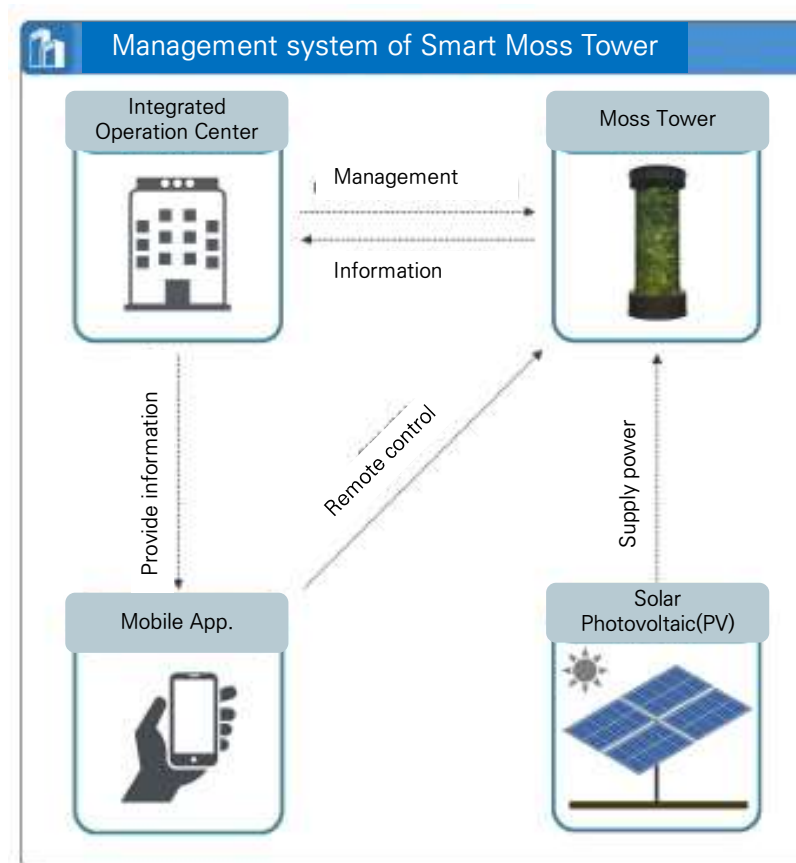 Management system of Smart Moss Tower
Integrated
Operation Center
Moss Tower
Management
Information
Provide information
Remote control
Supply power
Mobile App.
Solar
Photovoltaic(PV)